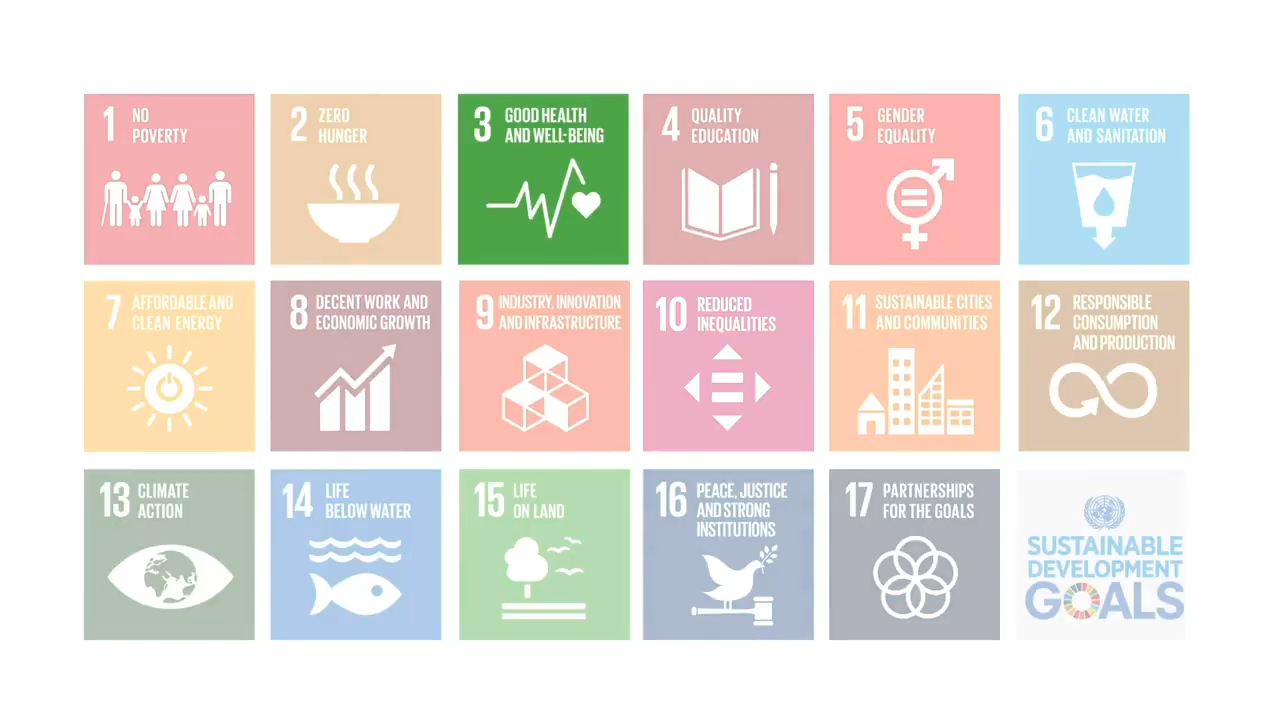 1 NO
POVERTY
2 ZERO
HUNGER
3 GOOD HEALTH
AND WELL-BEING
4 QUALITY
EDUCATION
5 GENDER
EQUALITY
6 CLEAN WATER
AND SANITATION
7 AFFORDABLE AND
CLEAN ENERGY
8 DECENT WORK AND
ECONOMIC GROWTH
9 INDUSTRY, INNOVATION
AND INFRASTRUCTURE
10 REDUCED
INEQUALITIES
11 SUSTAINABLE CITIES
AND COMMUNITIES
12 RESPONSIBLE
CONSUMPTION
AND PRODUCTION
13 CLIMATE
ACTION
14 LIFE
BELOW WATER
15 LIFE
ON LAND
16 PEACE, JUSTICE
AND STRONG
INSTITUTIONS
17 PARTNERSHIPS
FOR THE GOALS
SUSTAINABLE
DEVELOPMENT
GOALS